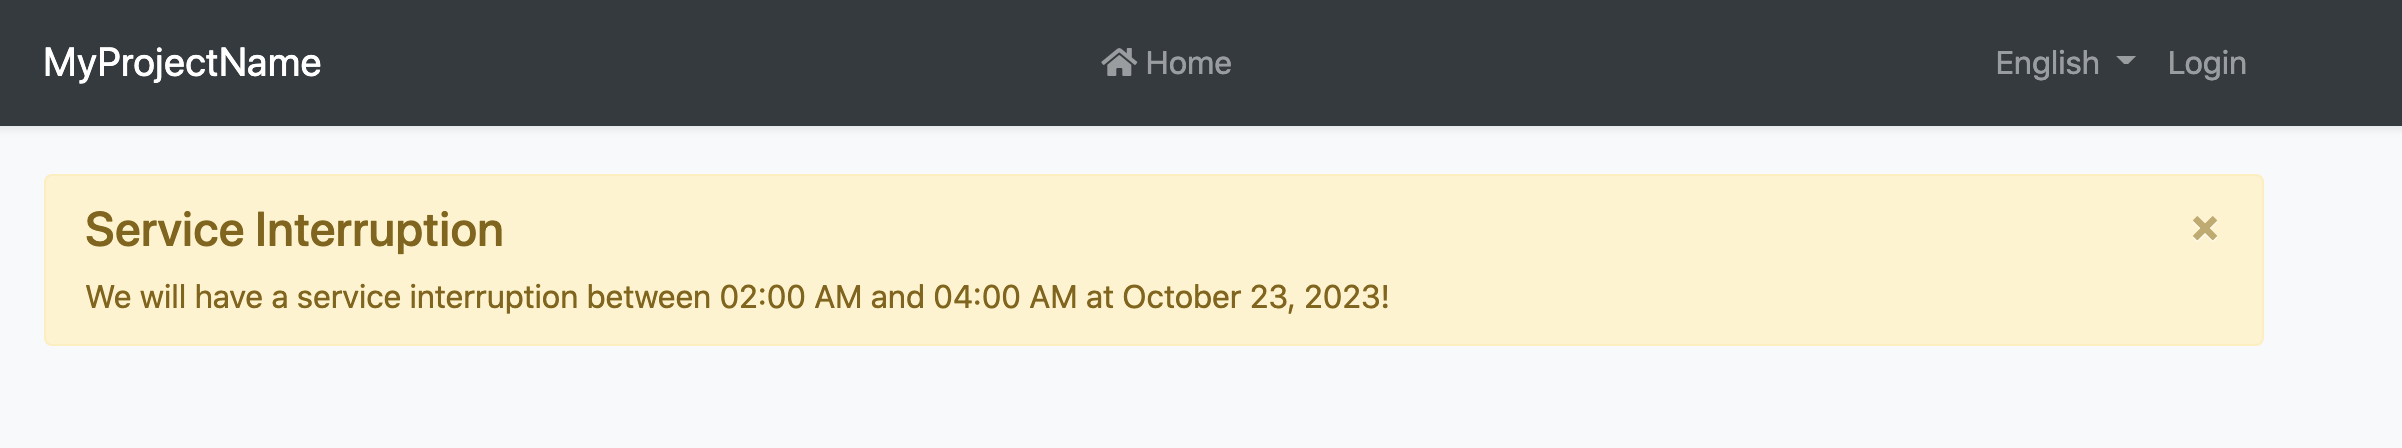 MyProjectName
Home
English
Login
Service Interruption
We will have a service interruption between 02:00 AM and 04:00 AM at October 23, 2023!